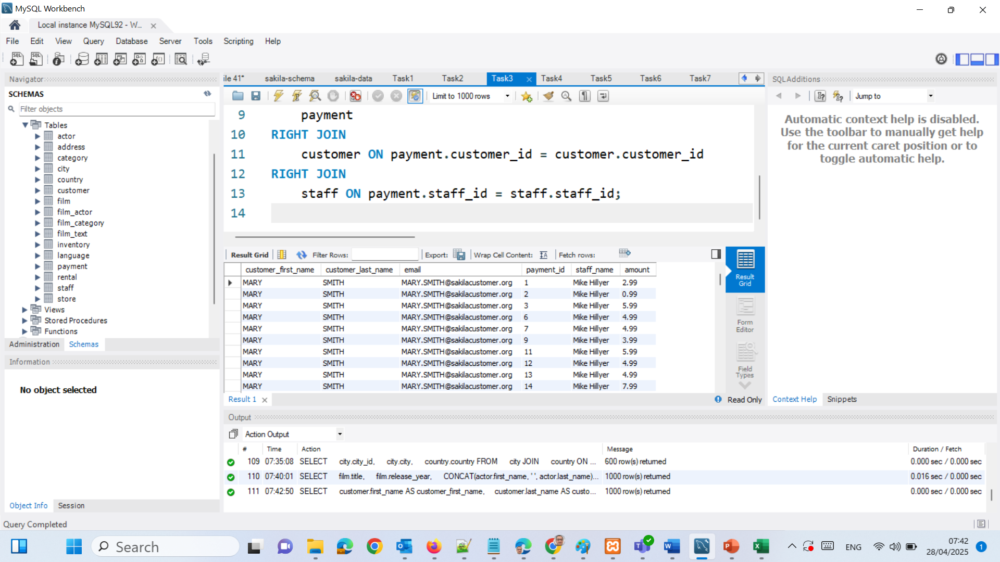 MySQL Workbench
Local instance MySQL92 - W...
File Edit View Query Database Server Tools Scripting Help
Navigator
SCHEMAS
Filter objects
Tables
actor
address
category
city
country
customer
film
film_actor
film_category
film_text
inventory
language
payment
rental
staff
store
Views
Stored Procedures
Functions
Administration Schemas
Information
No object selected
Object Info Session
Query Completed
ile 41* sakila-schema sakila-data Task1 Task2 Task3 Task4 Task5 Task6 Task7
Limit to 1000 rows
9 payment
10 RIGHT JOIN
11 customer ON payment.customer_id = customer.customer_id
12 RIGHT JOIN
13 staff ON payment.staff_id = staff.staff_id;
14
Result Grid Filter Rows: Export: Wrap Cell Content: Fetch rows:
customer_first_name customer_last_name email payment_id staff_name amount
MARY SMITH MARY.SMITH@sakilacustomer.org 1 Mike Hillyer 2.99
MARY SMITH MARY.SMITH@sakilacustomer.org 2 Mike Hillyer 0.99
MARY SMITH MARY.SMITH@sakilacustomer.org 3 Mike Hillyer 5.99
MARY SMITH MARY.SMITH@sakilacustomer.org 6 Mike Hillyer 4.99
MARY SMITH MARY.SMITH@sakilacustomer.org 7 Mike Hillyer 4.99
MARY SMITH MARY.SMITH@sakilacustomer.org 9 Mike Hillyer 3.99
MARY SMITH MARY.SMITH@sakilacustomer.org 11 Mike Hillyer 5.99
MARY SMITH MARY.SMITH@sakilacustomer.org 12 Mike Hillyer 4.99
MARY SMITH MARY.SMITH@sakilacustomer.org 13 Mike Hillyer 4.99
MARY SMITH MARY.SMITH@sakilacustomer.org 14 Mike Hillyer 7.99
Result
Grid
Form
Editor
Field
Types
Result 1
Read Only
SQLAdditions
Jump to
Automatic context help is disabled.
Use the toolbar to manually get help
for the current caret position or to
toggle automatic help.
Context Help Snippets
Output
Action Output
# Time Action Message Duration / Fetch
109 07:35:08 SELECT city.city_id, city.city, country.country FROM city JOIN country ON ... 600 row(s) returned 0.000 sec / 0.000 sec
110 07:40:01 SELECT film.title, film.release_year, CONCAT(actor.first_name, ' ', actor.last_name)... 1000 row(s) returned 0.016 sec / 0.000 sec
111 07:42:50 SELECT customer.first_name AS customer_first_name, customer.last_name AS custo... 1000 row(s) returned 0.000 sec / 0.000 sec
Search
ENG
07:42
28/04/2025
1